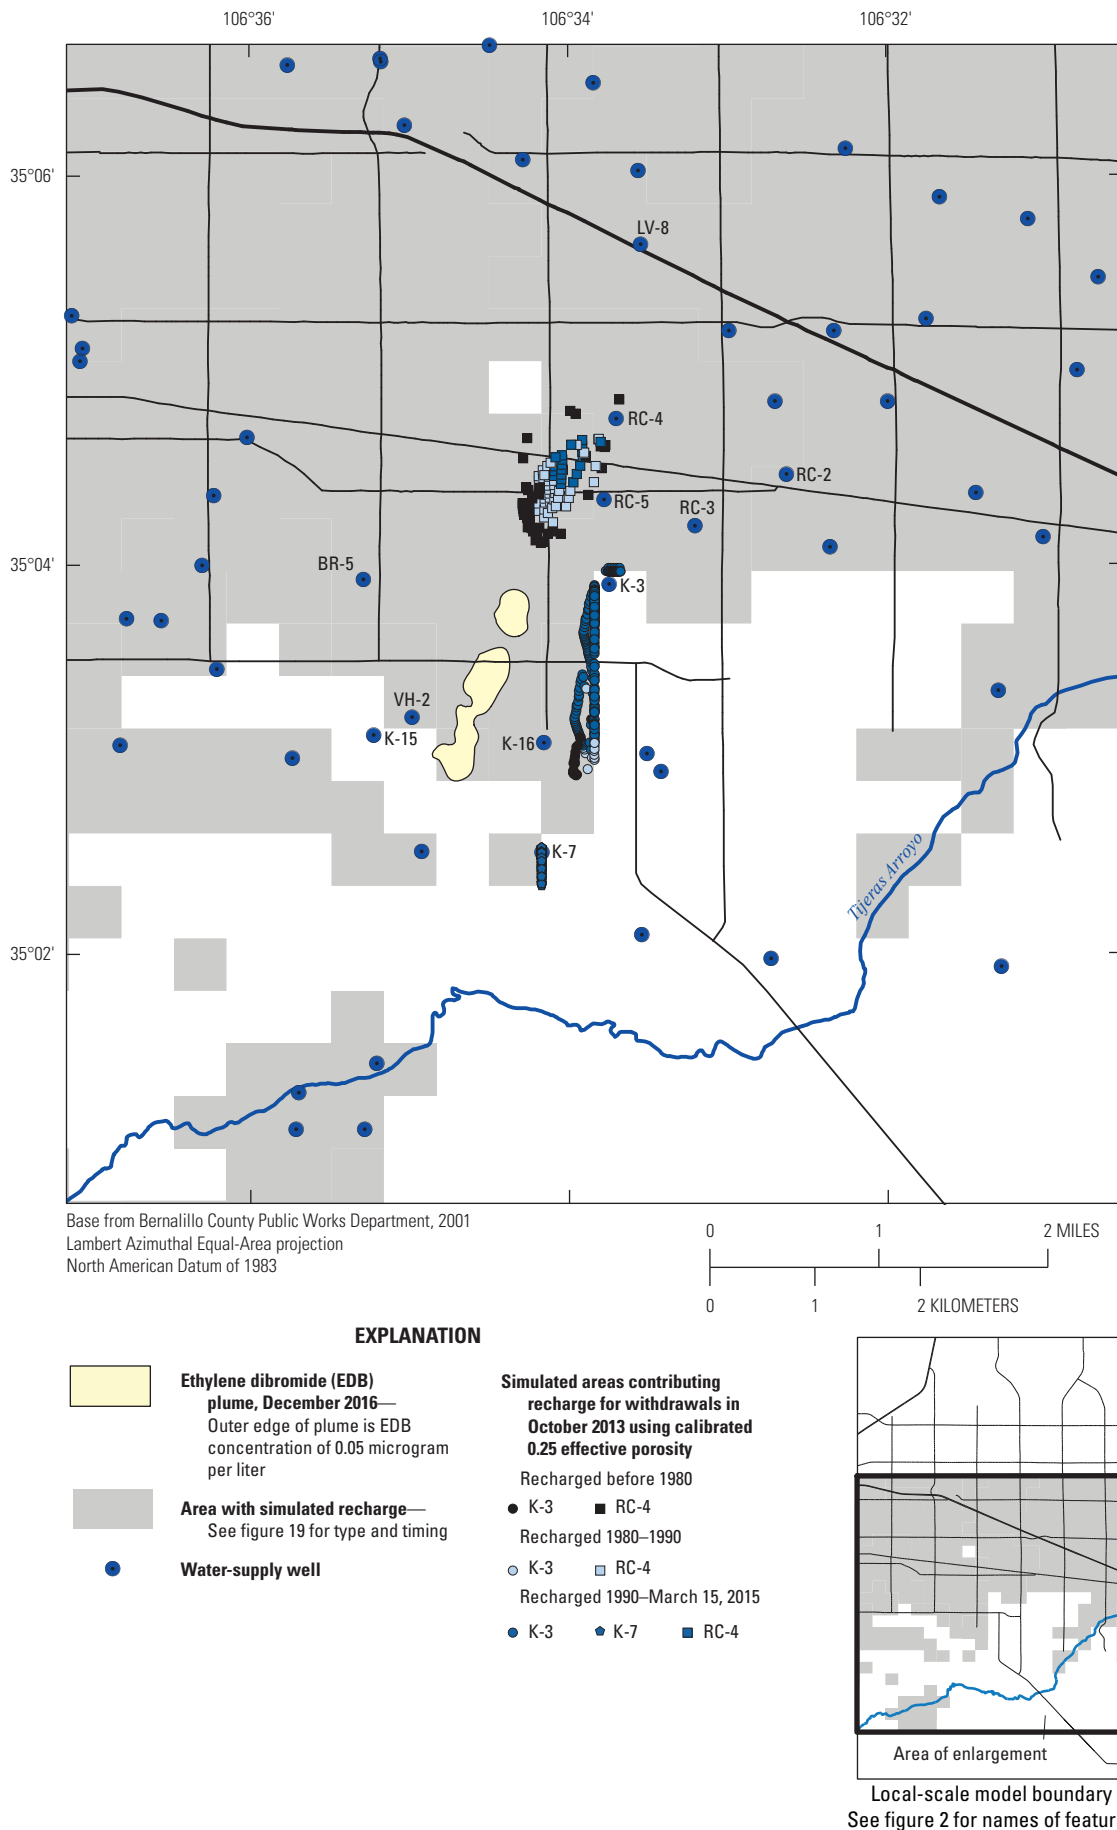 106°36'
106°34'
106°32'
35°06'
LV-8
RC-4
RC-2
RC-5
RC-3
35°04'
BR-5
K-3
VH-2
K-15
K-16
K-7
Tijeras Arroyo
35°02'
Base from Bernalillo County Public Works Department, 2001
Lambert Azimuthal Equal-Area projection
North American Datum of 1983
0 1 2 MILES
0 1 2 KILOMETERS
EXPLANATION
Ethylene dibromide (EDB)
plume, December 2016—
Outer edge of plume is EDB
concentration of 0.05 microgram
per liter
Area with simulated recharge—
See figure 19 for type and timing
Water-supply well
Simulated areas contributing
recharge for withdrawals in
October 2013 using calibrated
0.25 effective porosity
Recharged before 1980
K-3 RC-4
Recharged 1980–1990
K-3 RC-4
Recharged 1990–March 15, 2015
K-3 K-7 RC-4
Area of enlargement
Local-scale model boundary
See figure 2 for names of featur